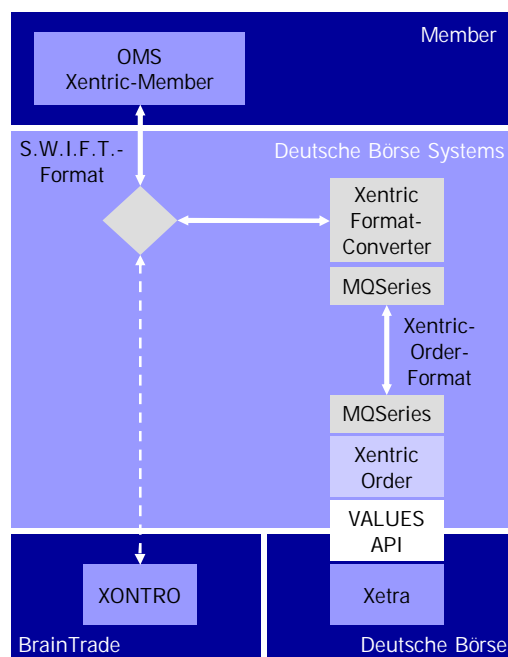 Member
OMS
Xentric-Member
S.W.I.F.T.-
Format
Deutsche Börse Systems
Xentric
Format-
Converter
MQSeries
Xentric-
Order-
Format
MQSeries
Xentric
Order
VALUES
API
XONTRO
Xetra
BrainTrade
Deutsche Börse